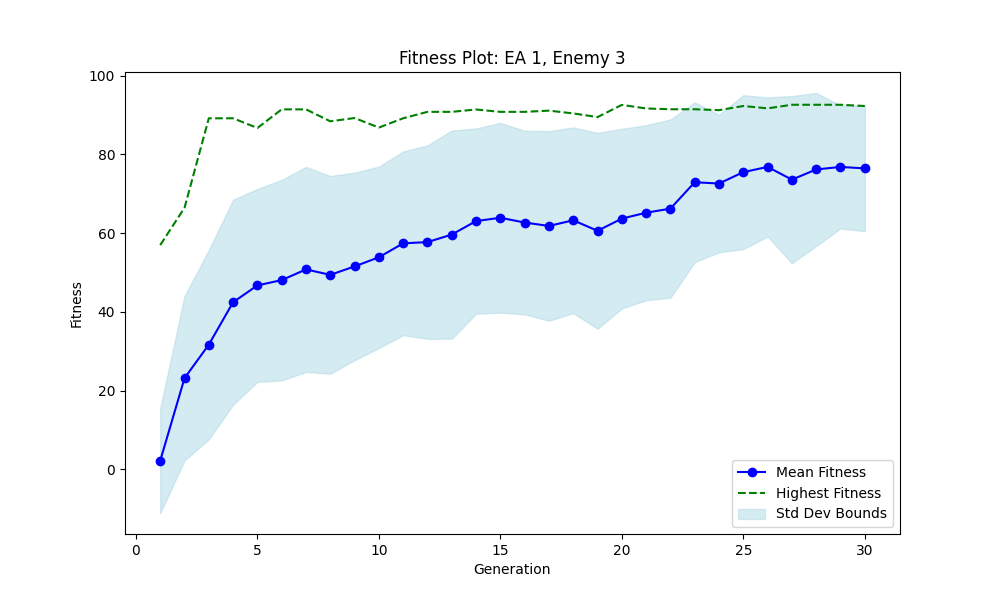 Fitness Plot: EA 1, Enemy 3
100
80
60
40
20
0
Fitness
0 5 10 15 20 25 30
Generation
Mean Fitness
Highest Fitness
Std Dev Bounds